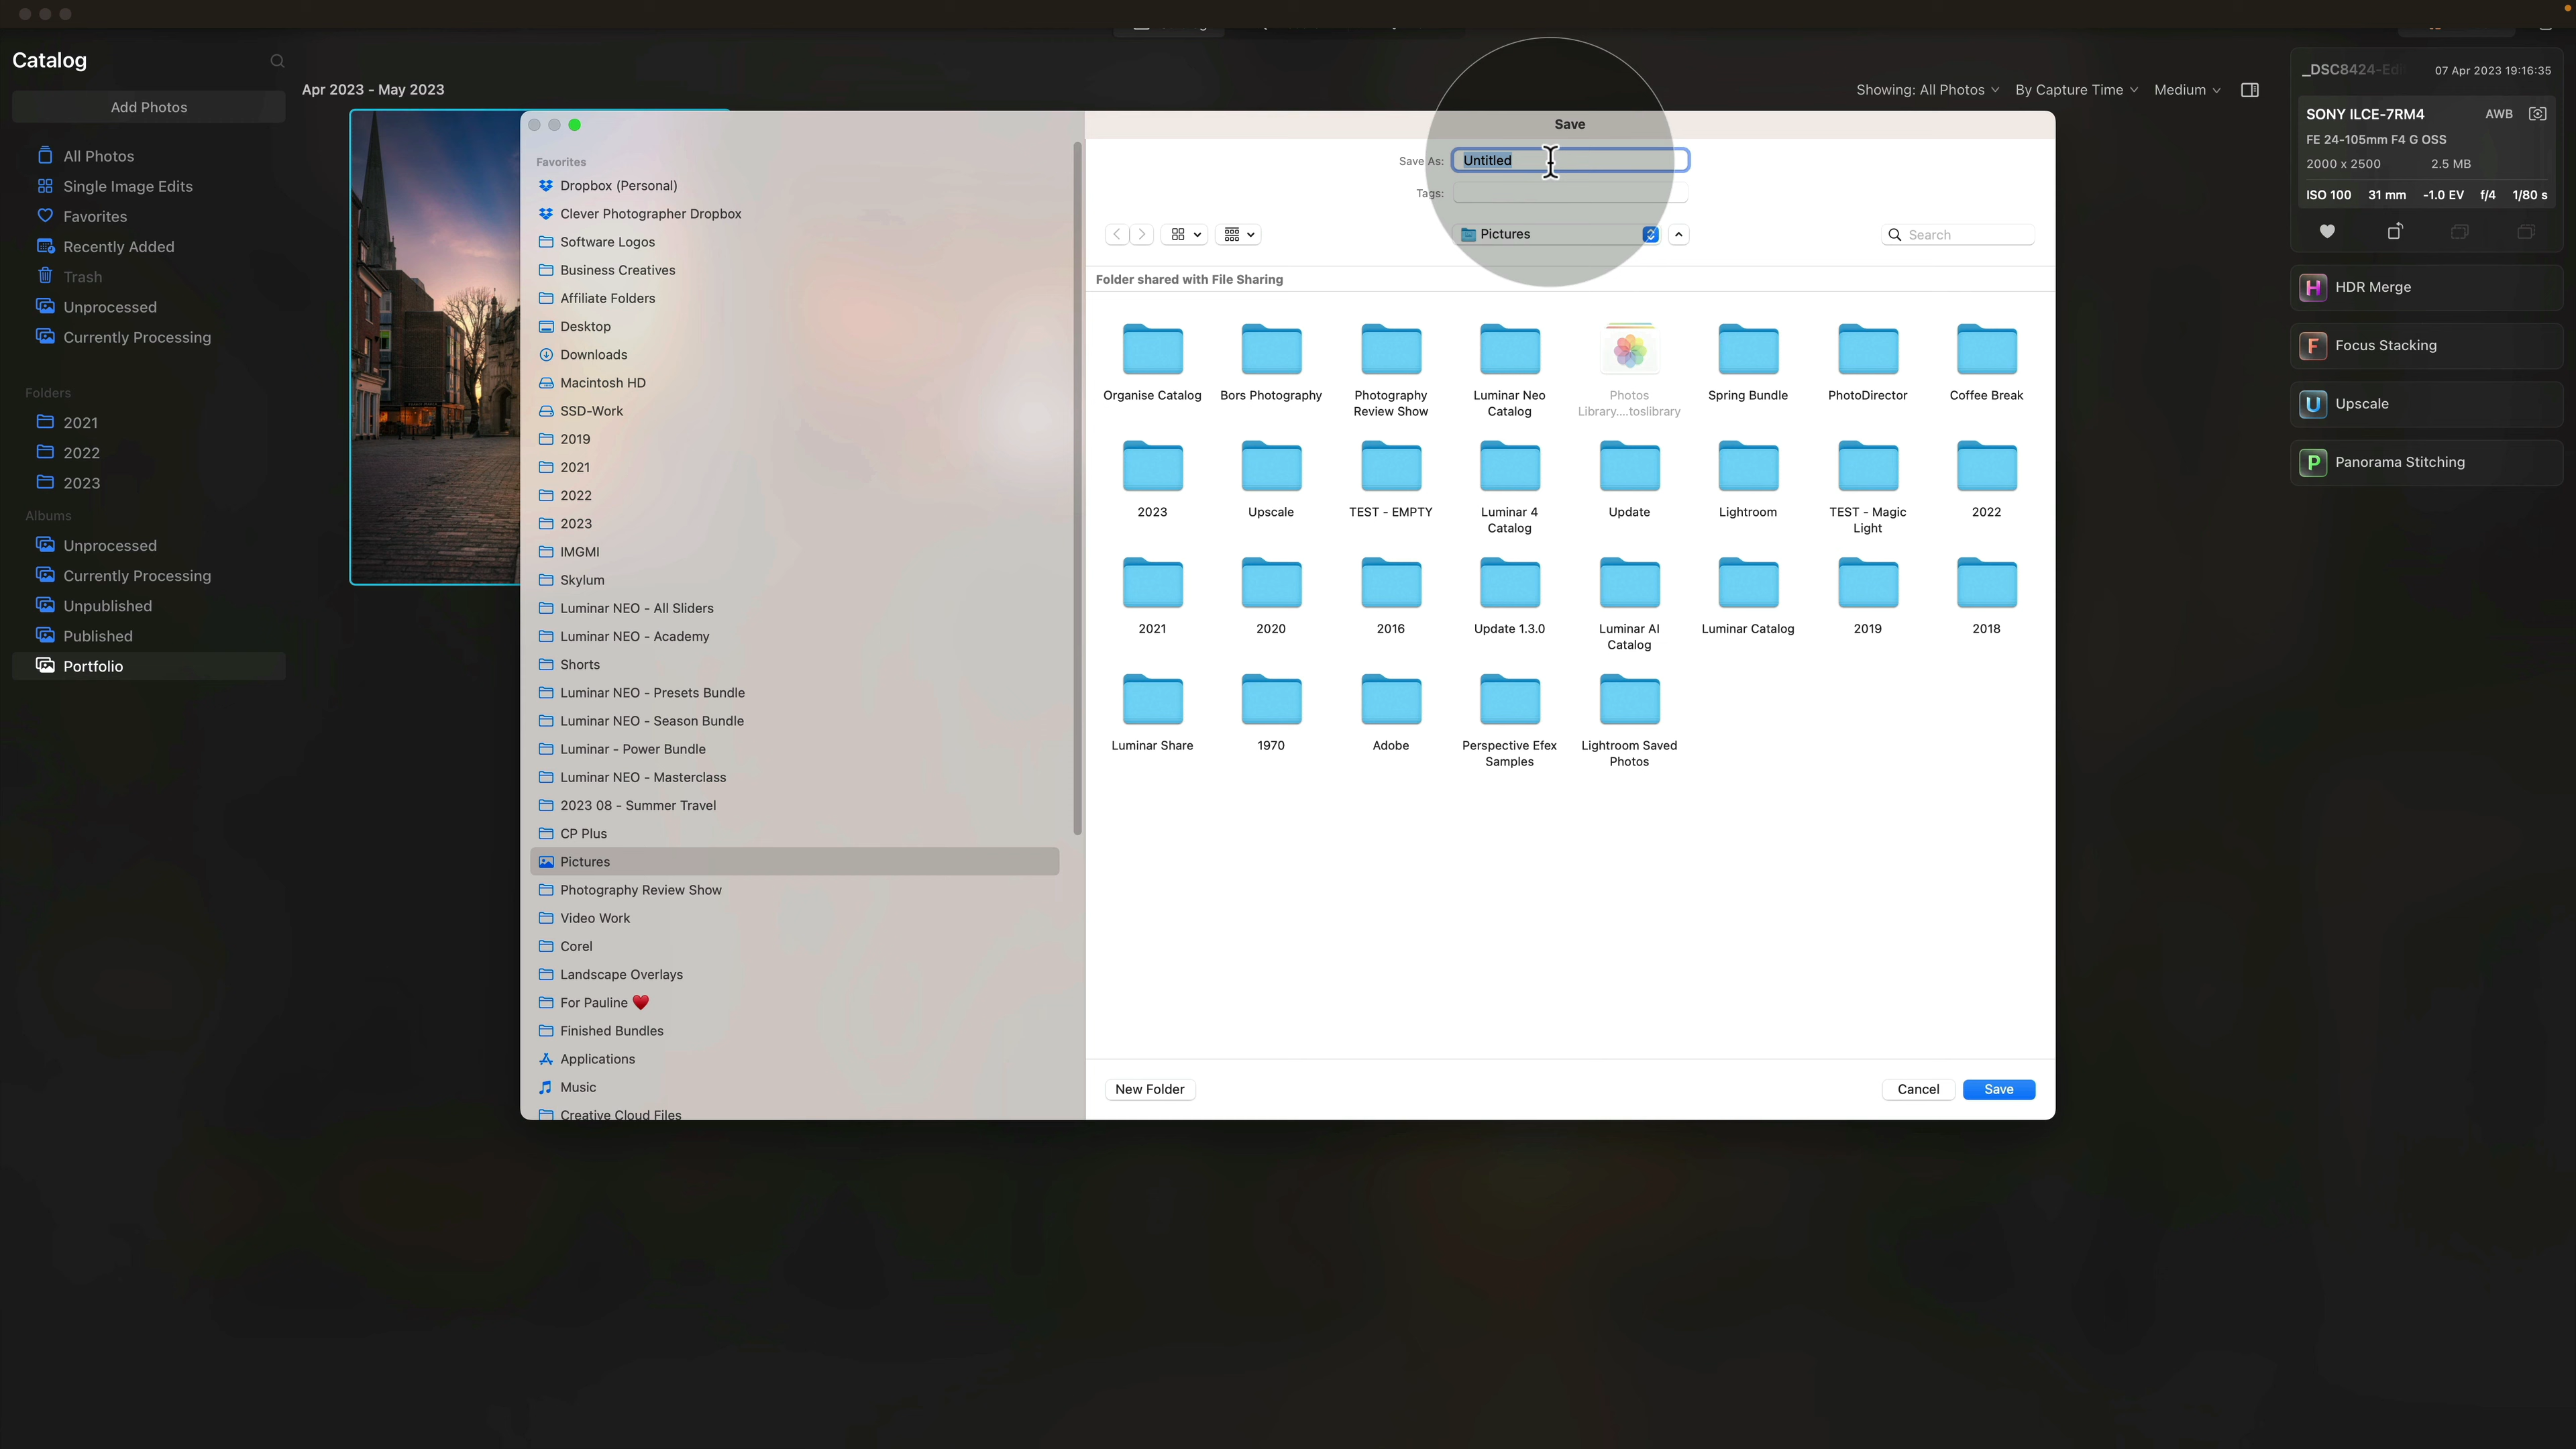 Catalog
Add Photos
All Photos
Single Image Edits
Favorites
Recently Added
Trash
Unprocessed
Currently Processing
Folders
2021
2022
2023
Albums
Unprocessed
Currently Processing
Unpublished
Published
Portfolio
Apr 2023 - May 2023
Showing: All Photos
By Capture Time
Medium
Favorites
Dropbox (Personal)
Clever Photographer Dropbox
Software Logos
Business Creatives
Affiliate Folders
Desktop
Downloads
Macintosh HD
SSD-Work
2019
2021
2022
2023
IMGMI
Skylum
Luminar NEO - All Sliders
Luminar NEO - Academy
Shorts
Luminar NEO - Presets Bundle
Luminar NEO - Season Bundle
Luminar - Power Bundle
Luminar NEO - Masterclass
2023 08 - Summer Travel
CP Plus
Pictures
Photography Review Show
Video Work
Corel
Landscape Overlays
For Pauline ❤️
Finished Bundles
Applications
Music
Creative Cloud Files
Save
Save As: Untitled
Tags:
Pictures
Search
Folder shared with File Sharing
Organise Catalog
Bors Photography
Photography
Review Show
Luminar Neo
Catalog
Photos
Library....toslibrary
Spring Bundle
PhotoDirector
Coffee Break
2023
Upscale
TEST - EMPTY
Luminar 4
Catalog
Update
Lightroom
TEST - Magic
Light
2022
2021
2020
2016
Update 1.3.0
Luminar AI
Catalog
Luminar Catalog
2019
2018
Luminar Share
1970
Adobe
Perspective Efex
Samples
Lightroom Saved
Photos
New Folder
Cancel
Save
_DSC8424-Edi
07 Apr 2023 19:16:35
SONY ILCE-7RM4
AWB
FE 24-105mm F4 G OSS
2000 x 2500
2.5 MB
ISO 100
31 mm
-1.0 EV
f/4
1/80 s
H HDR Merge
F Focus Stacking
U Upscale
P Panorama Stitching